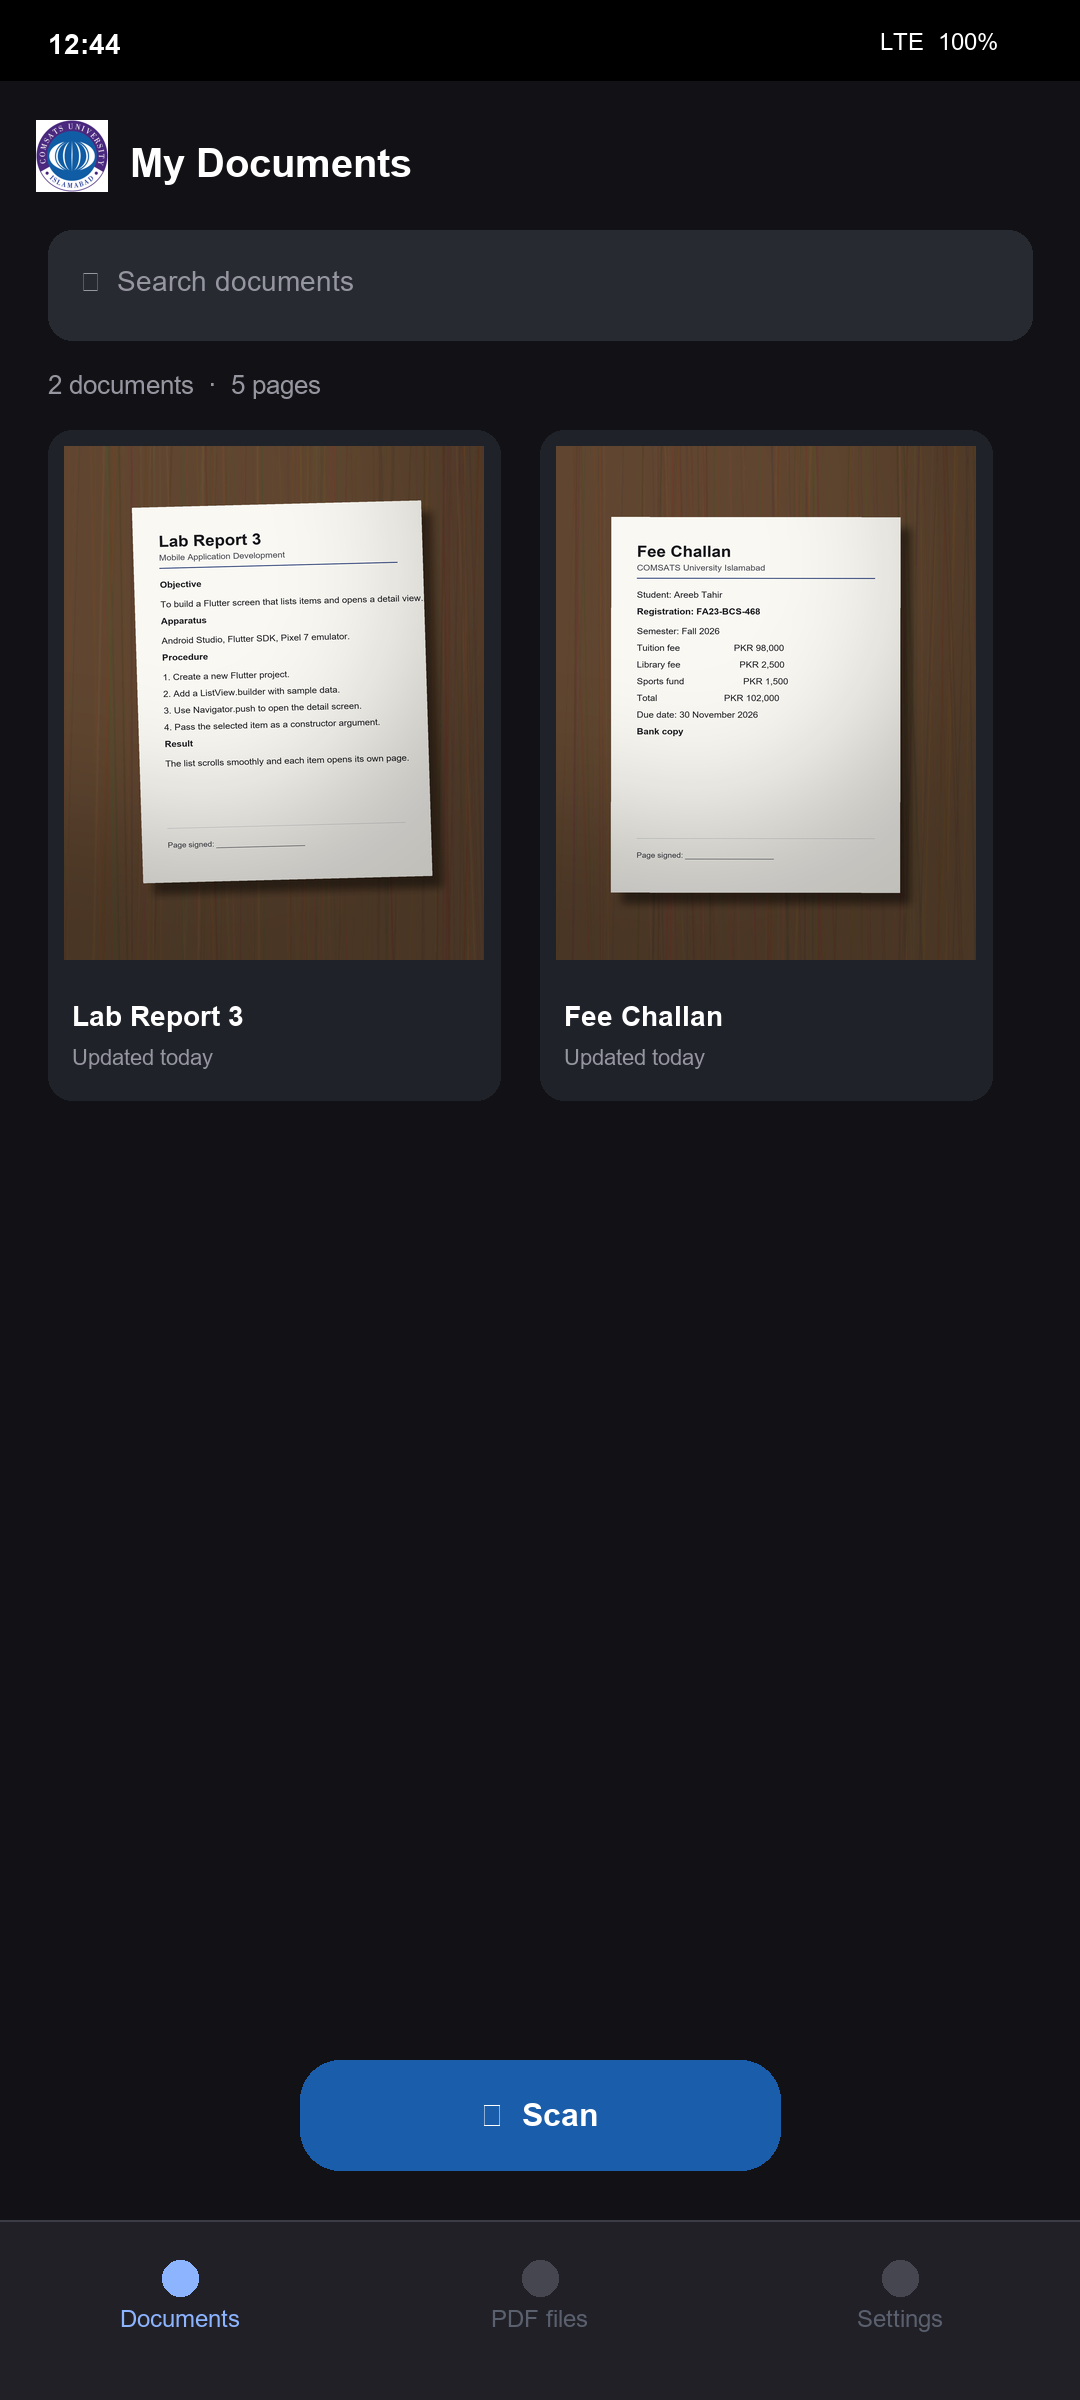 12:44
LTE 100%
COMSATS UNIVERSITY
ISLAMABAD
My Documents
Search documents
2 documents · 5 pages
Lab Report 3
Mobile Application Development
Objective
To build a Flutter screen that lists items and opens a detail view.
Apparatus
Android Studio, Flutter SDK, Pixel 7 emulator.
Procedure
1. Create a new Flutter project.
2. Add a ListView.builder with sample data.
3. Use Navigator.push to open the detail screen.
4. Pass the selected item as a constructor argument.
Result
The list scrolls smoothly and each item opens its own page.
Page signed: ____________________
Fee Challan
COMSATS University Islamabad
Student: Areeb Tahir
Registration: FA23-BCS-468
Semester: Fall 2026
Tuition fee PKR 98,000
Library fee PKR 2,500
Sports fund PKR 1,500
Total PKR 102,000
Due date: 30 November 2026
Bank copy
Page signed: ____________________
Lab Report 3
Updated today
Fee Challan
Updated today
Scan
Documents
PDF files
Settings